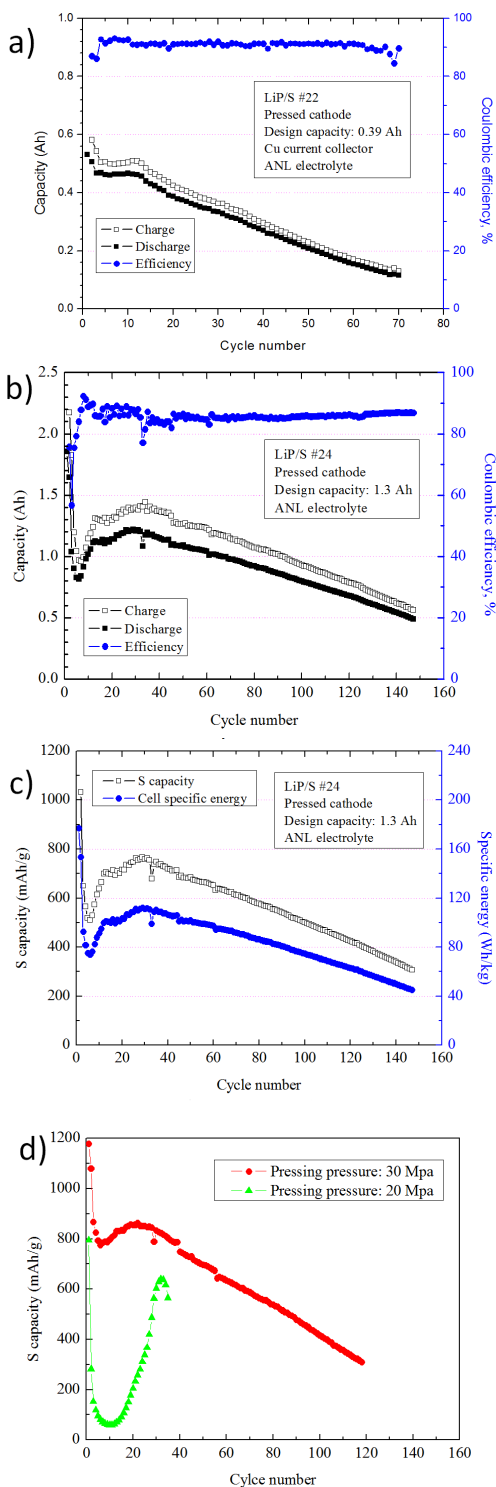 a)
1.0
0.8
0.6
0.4
0.2
0.0
Capacity (Ah)
100
80
60
40
20
0
Coulombic efficiency, %
LiP/S #22
Pressed cathode
Design capacity: 0.39 Ah
Cu current collector
ANL electrolyte
Charge
Discharge
Efficiency
0 10 20 30 40 50 60 70 80
Cycle number
b)
2.5
2.0
1.5
1.0
0.5
0.0
Capacity (Ah)
100
80
60
40
20
0
Coulombic efficiency, %
LiP/S #24
Pressed cathode
Design capacity: 1.3 Ah
ANL electrolyte
Charge
Discharge
Efficiency
0 20 40 60 80 100 120 140 160
Cycle number
c)
1200
1000
800
600
400
200
0
S capacity (mAh/g)
240
200
160
120
80
40
0
Specific energy (Wh/kg)
S capacity
Cell specific energy
LiP/S #24
Pressed cathode
Design capacity: 1.3 Ah
ANL electrolyte
0 20 40 60 80 100 120 140 160
Cycle number
d)
1200
1000
800
600
400
200
0
S capacity (mAh/g)
Pressing pressure: 30 Mpa
Pressing pressure: 20 MPa
0 20 40 60 80 100 120 140 160
Cylce number